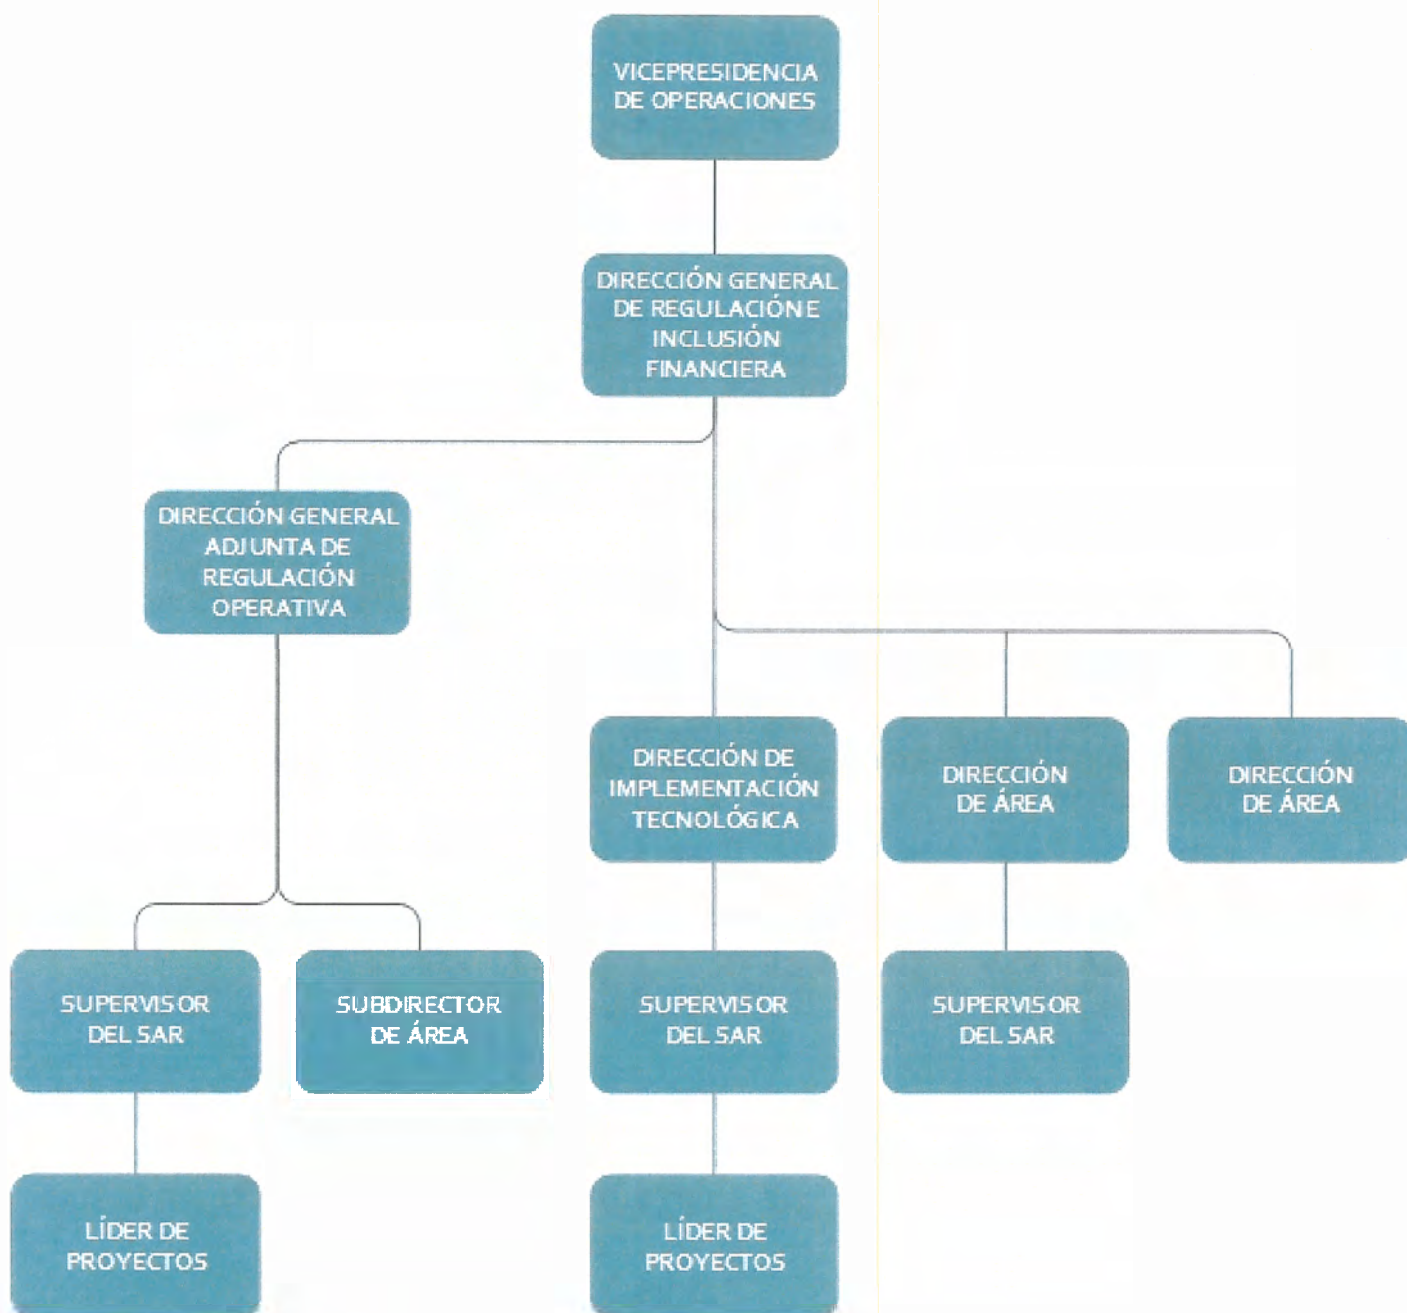 VICEPRESIDENCIA
DE OPERACIONES
DIRECCIÓN GENERAL
DE REGULACIÓN E
INCLUSIÓN
FINANCIERA
DIRECCIÓN GENERAL
ADJUNTA DE
REGULACIÓN
OPERATIVA
DIRECCIÓN DE
IMPLEMENTACIÓN
TECNOLÓGICA
DIRECCIÓN
DE ÁREA
DIRECCIÓN
DE ÁREA
SUPERVISOR
DEL SAR
SUBDIRECTOR
DE ÁREA
SUPERVISOR
DEL SAR
SUPERVISOR
DEL SAR
LÍDER DE
PROYECTOS
LÍDER DE
PROYECTOS